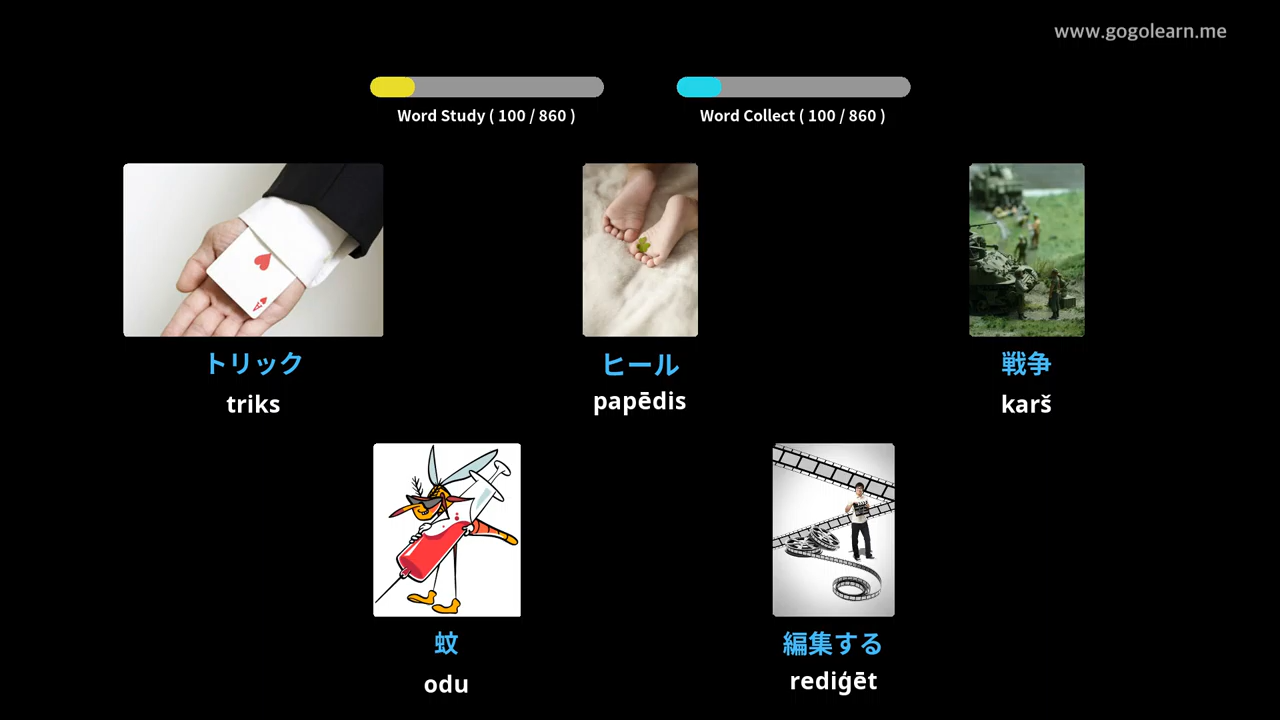 www.gogolearn.me
Word Study ( 100 / 860 )
Word Collect ( 100 / 860 )
トリック
triks
ヒール
papēdis
戦争
karš
蚊
odu
編集する
rediģēt